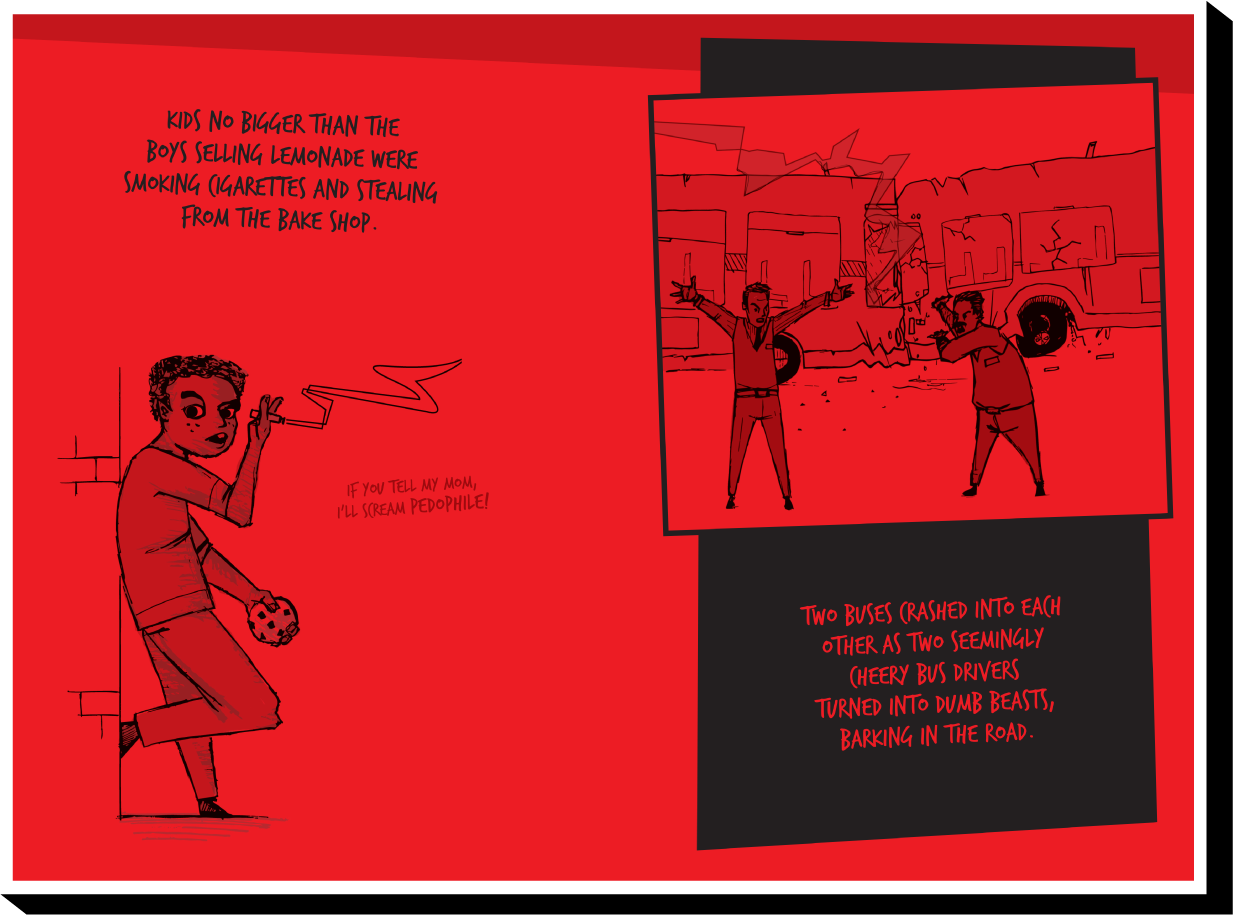 KIDS NO BIGGER THAN THE
BOYS SELLING LEMONADE WERE
SMOKING CIGARETTES AND STEALING
FROM THE BAKE SHOP.
IF YOU TELL MY MOM,
I'LL SCREAM PEDOPHILE!
TWO BUSES CRASHED INTO EACH
OTHER AS TWO SEEMINGLY
CHEERY BUS DRIVERS
TURNED INTO DUMB BEASTS,
BARKING IN THE ROAD.